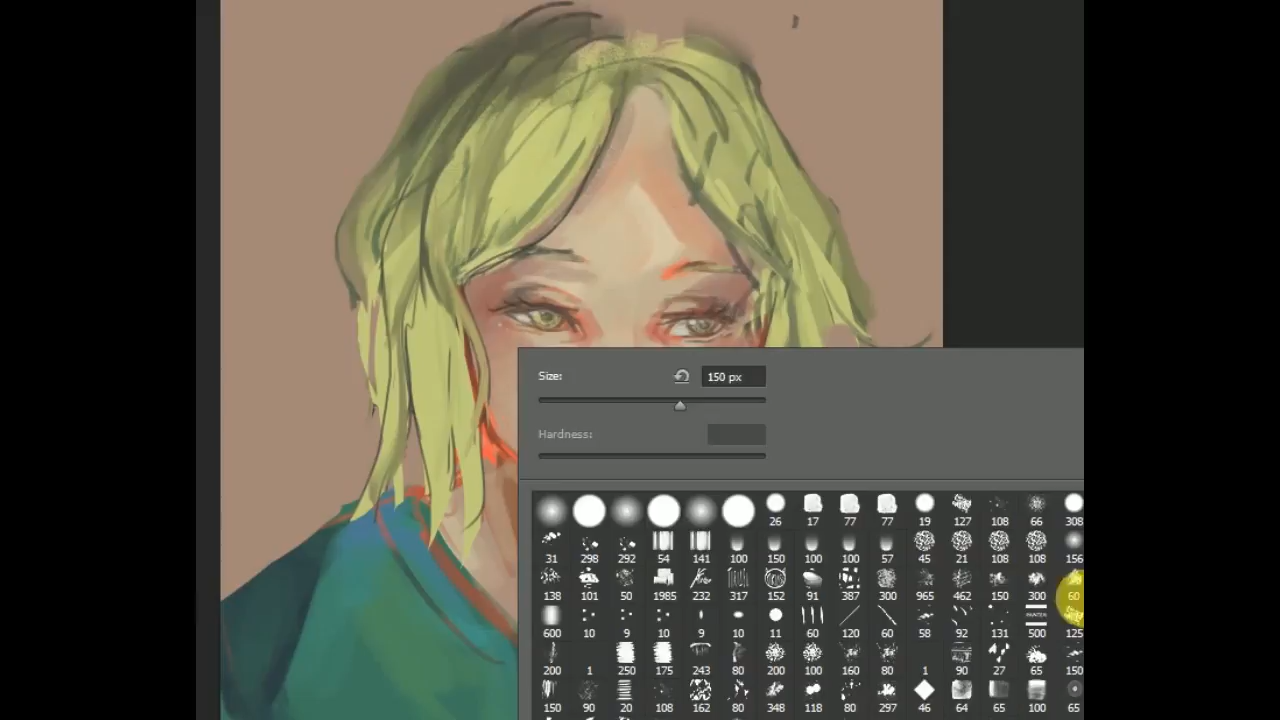 Size: 150 px
Hardness:
26 17 77 77 19 127 108 66 308
31 298 292 54 141 100 150 100 100 57 45 21 108 108 156
138 101 50 1985 232 317 152 91 387 300 965 462 150 300 60
600 10 9 10 9 10 11 60 120 60 58 92 131 500 125
200 1 250 175 243 80 200 100 160 80 1 90 27 65 150
150 90 20 108 162 80 348 118 80 297 46 64 65 100 65